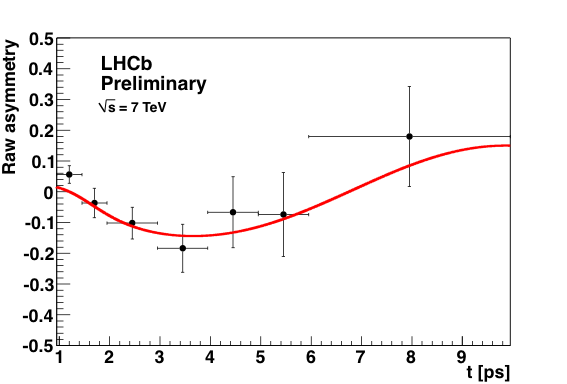 Raw asymmetry
0.5
0.4
0.3
0.2
0.1
0
-0.1
-0.2
-0.3
-0.4
-0.5
LHCb
Preliminary
√s = 7 TeV
1 2 3 4 5 6 7 8 9
t [ps]